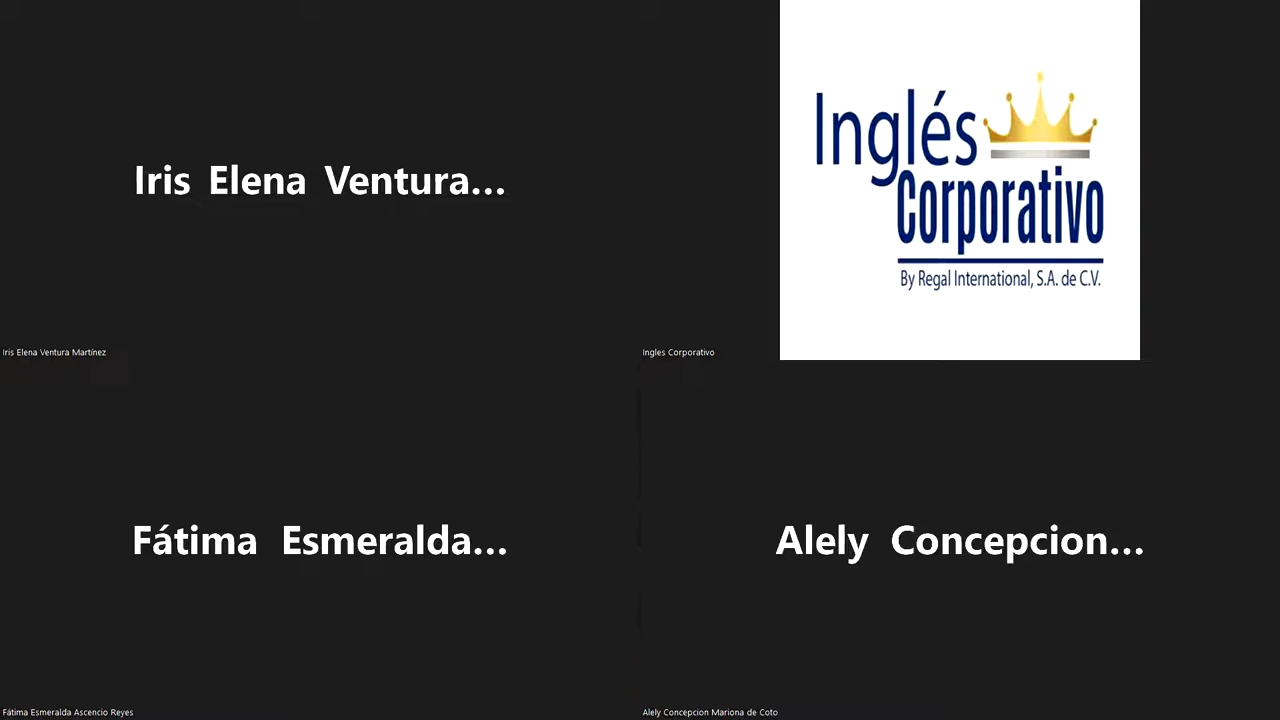 Iris Elena Ventura...
Iris Elena Ventura Martínez
Inglés
Corporativo
By Regal International, S.A. de C.V.
Ingles Corporativo
Fátima Esmeralda...
Fátima Esmeralda Ascencio Reyes
Alely Concepcion...
Alely Concepcion Mariona de Coto